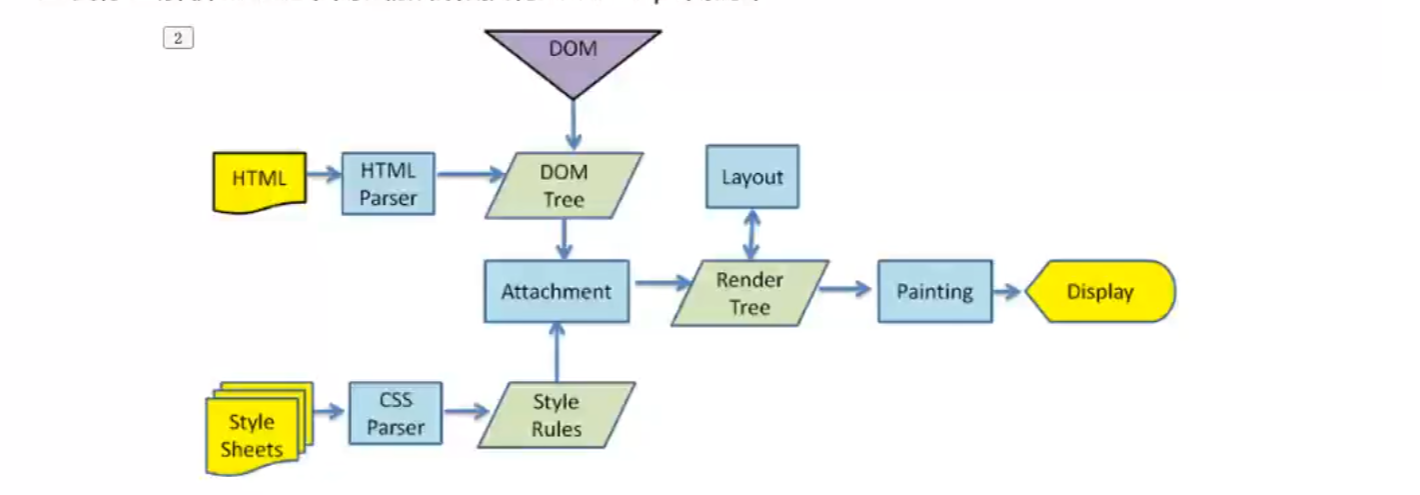 2
DOM
HTML
HTML
Parser
DOM
Tree
Layout
Attachment
Render
Tree
Painting
Display
Style
Sheets
CSS
Parser
Style
Rules